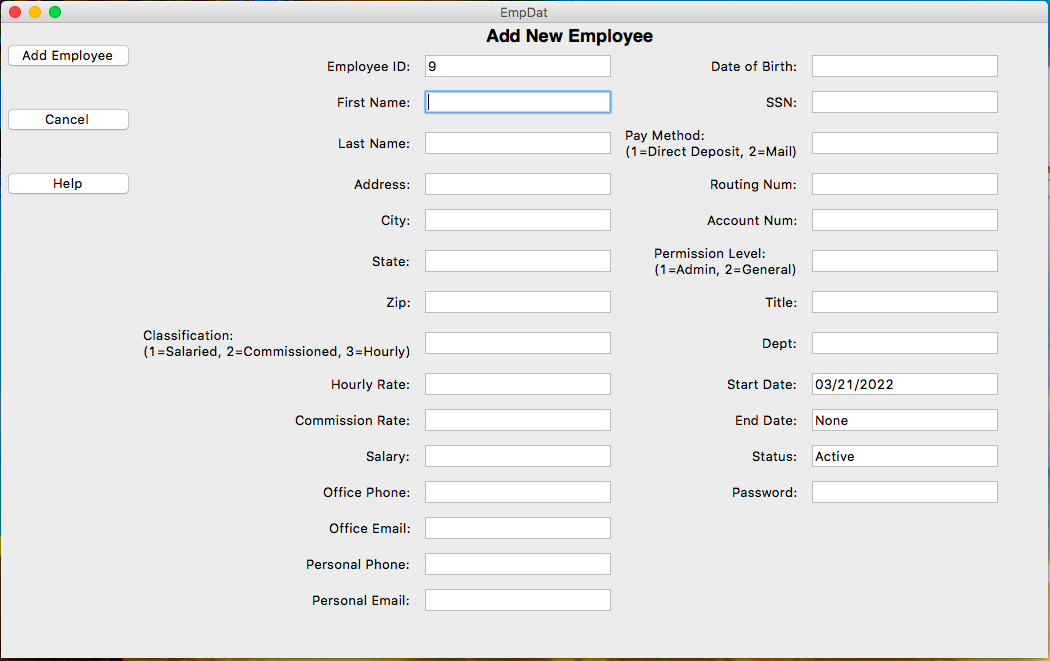 EmpDat
Add New Employee
Add Employee
Cancel
Help
Employee ID: 9
First Name:
Last Name:
Address:
City:
State:
Zip:
Classification:
(1=Salaried, 2=Commissioned, 3=Hourly)
Hourly Rate:
Commission Rate:
Salary:
Office Phone:
Office Email:
Personal Phone:
Personal Email:
Date of Birth:
SSN:
Pay Method:
(1=Direct Deposit, 2=Mail)
Routing Num:
Account Num:
Permission Level:
(1=Admin, 2=General)
Title:
Dept:
Start Date: 03/21/2022
End Date: None
Status: Active
Password: